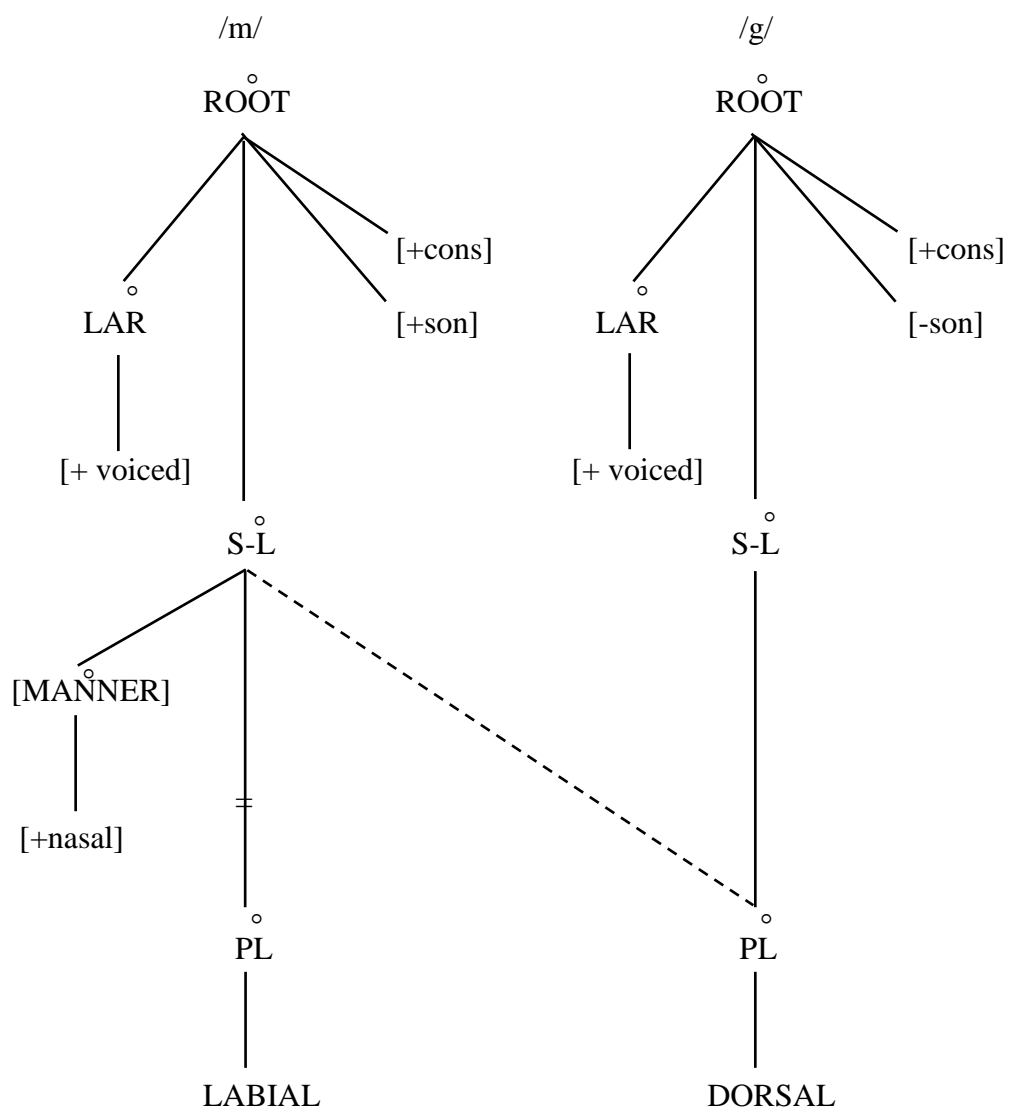 /m/ /g/
ROOT ROOT
[+cons] [+cons]
LAR [+son] LAR [-son]
[+ voiced] [+ voiced]
S-L S-L
[MANNER]
[+nasal]
PL PL
LABIAL DORSAL